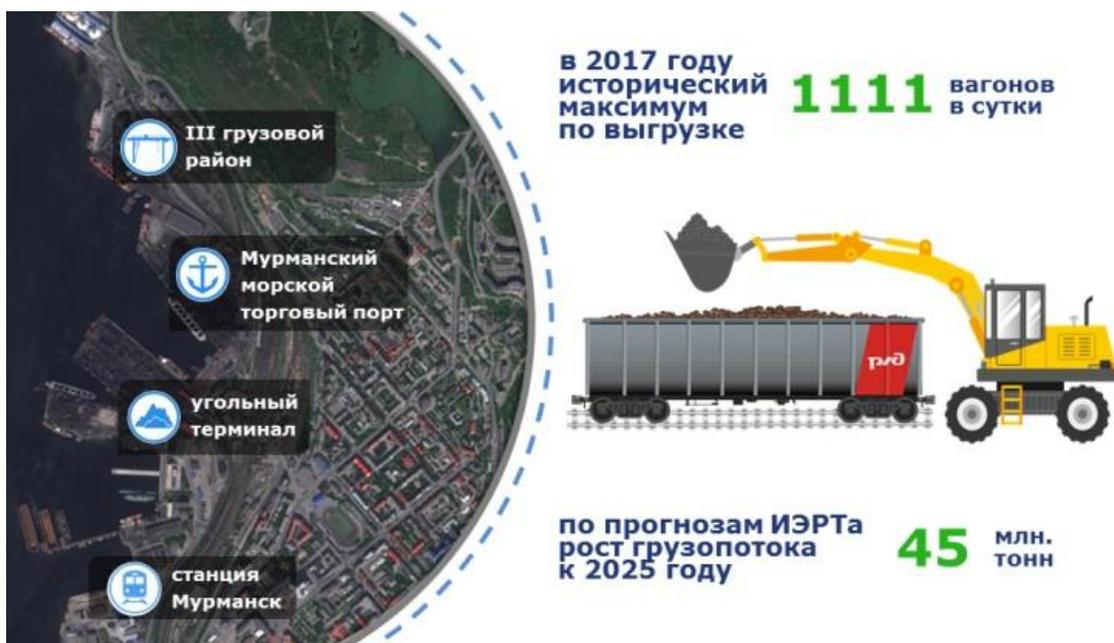 III грузовой
район
Мурманский
морской
торговый порт
угольный
терминал
станция
Мурманск
в 2017 году
исторический
максимум
по выгрузке
1111
вагонов
в сутки
по прогнозам ИЭРТа
рост грузопотока
к 2025 году
45
млн.
тонн